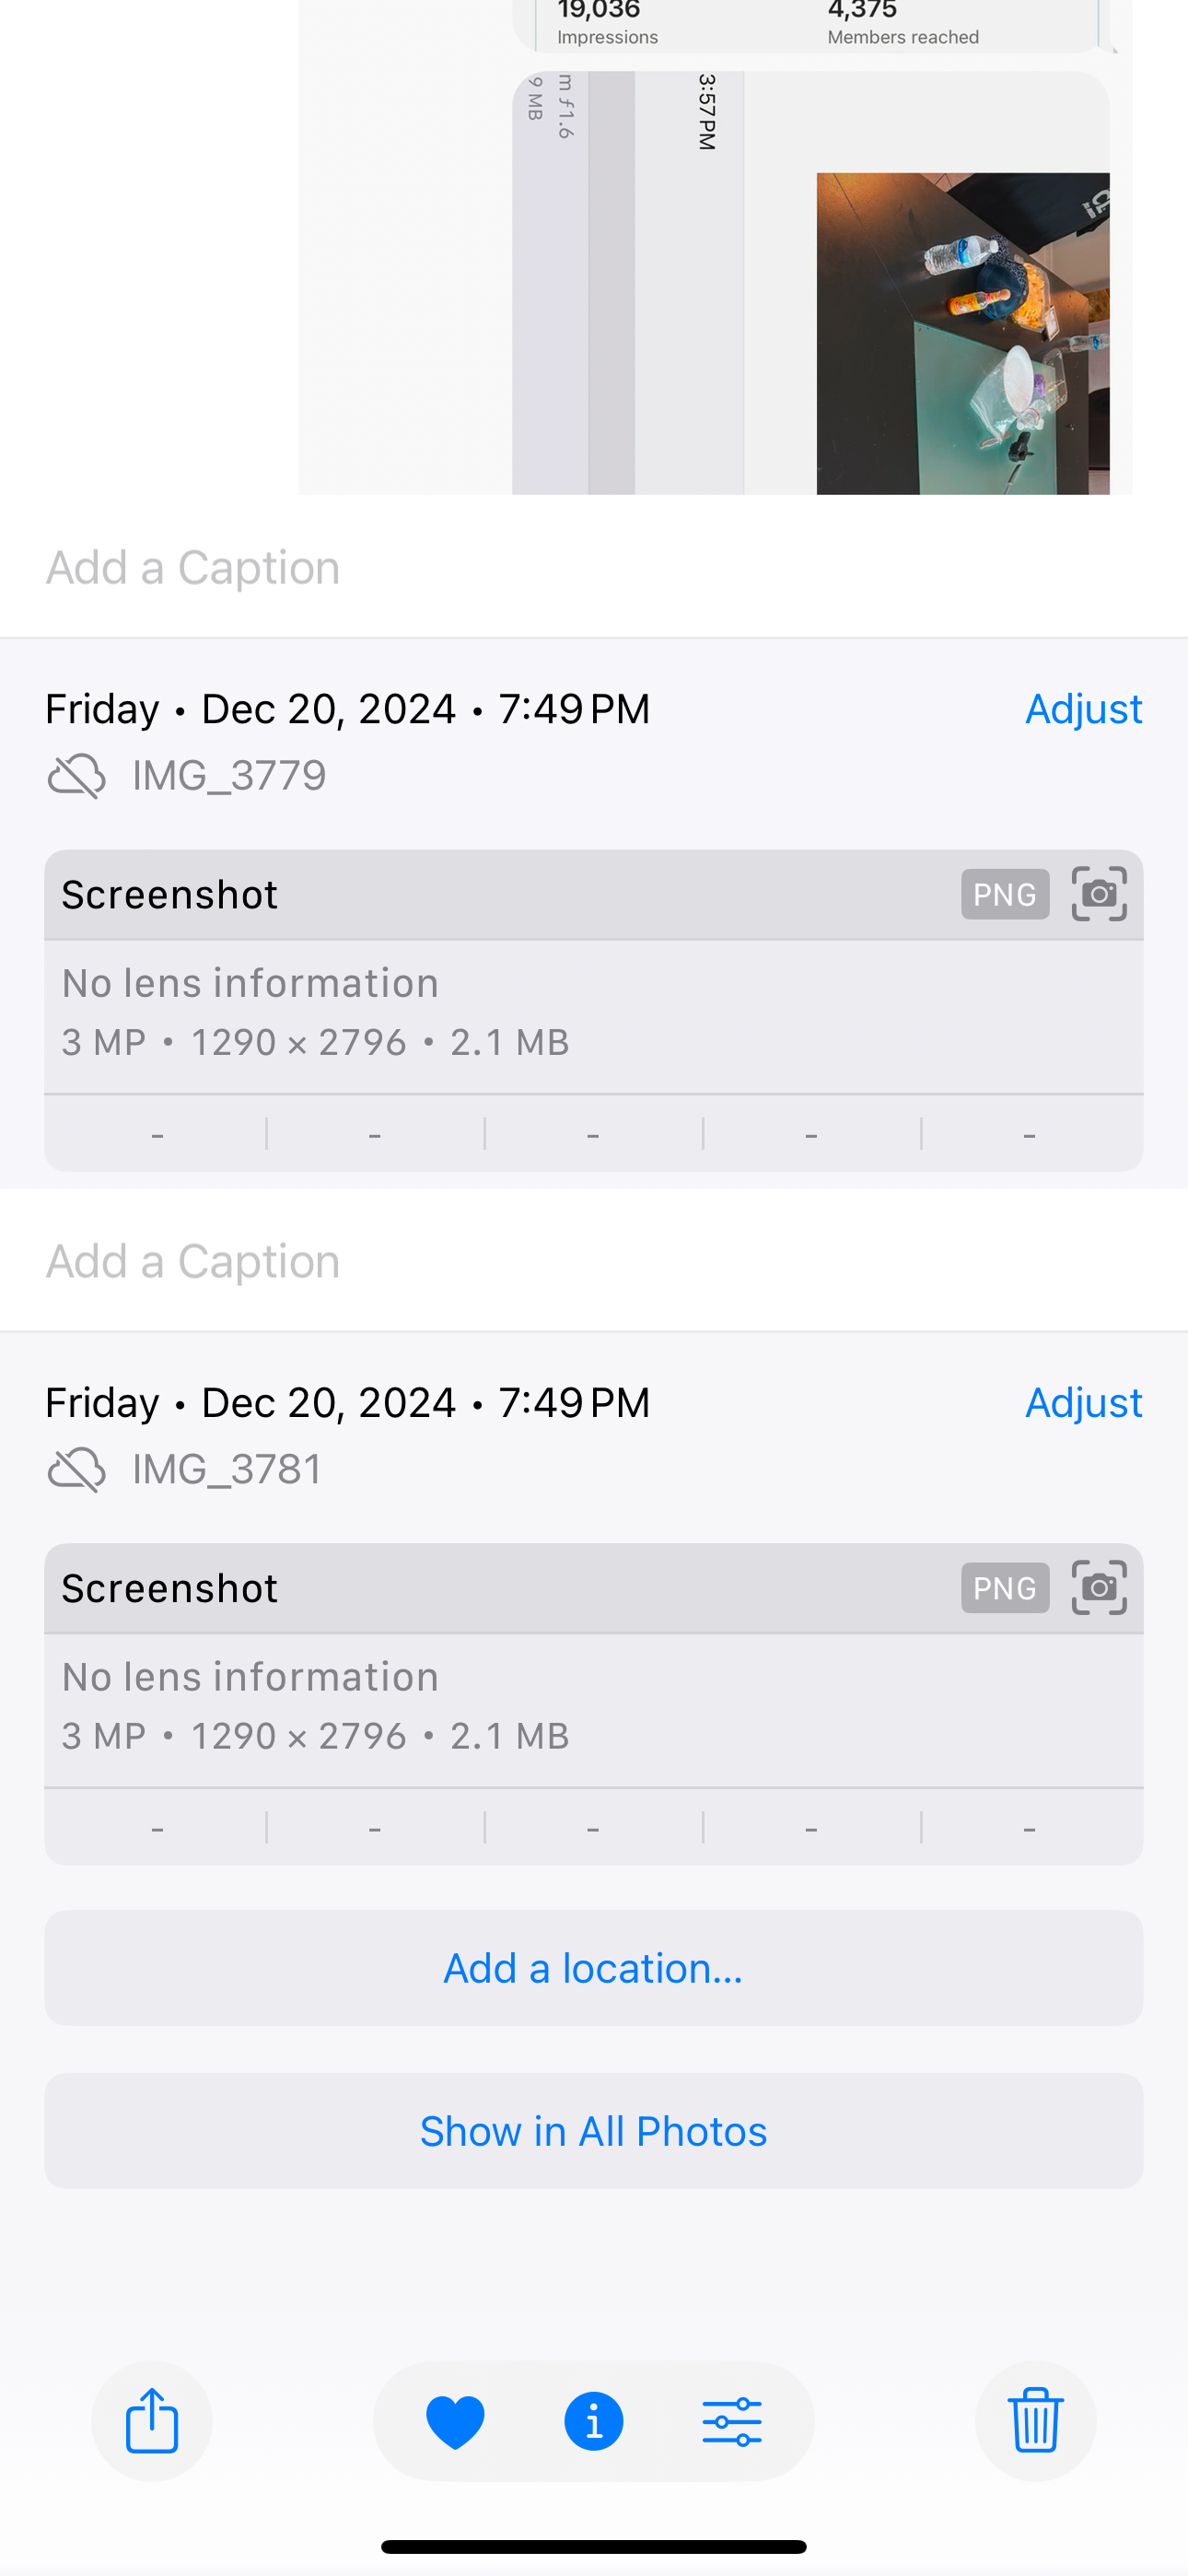 19,036
4,375
Impressions
Members reached
9 MB
m ƒ1.6
3:57 PM
Add a Caption
Friday • Dec 20, 2024 • 7:49 PM
Adjust
IMG_3779
Screenshot
PNG
No lens information
3 MP • 1290 × 2796 • 2.1 MB
- - - - -
Add a Caption
Friday • Dec 20, 2024 • 7:49 PM
Adjust
IMG_3781
Screenshot
PNG
No lens information
3 MP • 1290 × 2796 • 2.1 MB
- - - - -
Add a location...
Show in All Photos